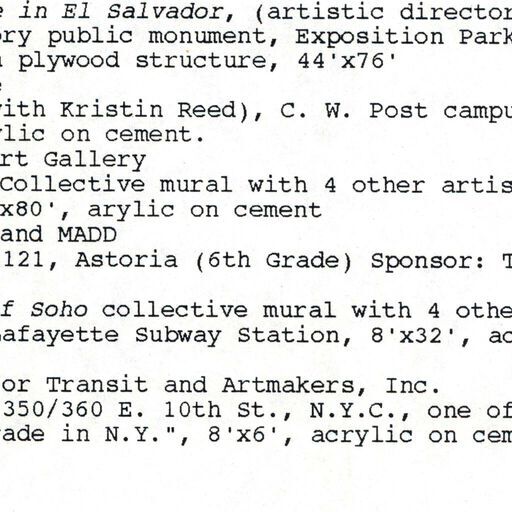 in El Salvador, (artistic director
ory public monument, Exposition Park
plywood structure, 44'x76'
with Kristin Reed), C. W. Post campu
ylic on cement.
rt Gallery
Collective mural with 4 other artis
x80', arylic on cement
and MADD
121, Astoria (6th Grade) Sponsor: T
f Soho collective mural with 4 othe
Lafayette Subway Station, 8'x32', ac
or Transit and Artmakers, Inc.
350/360 E. 10th St., N.Y.C., one of
rade in N.Y.", 8'x6', acrylic on cem